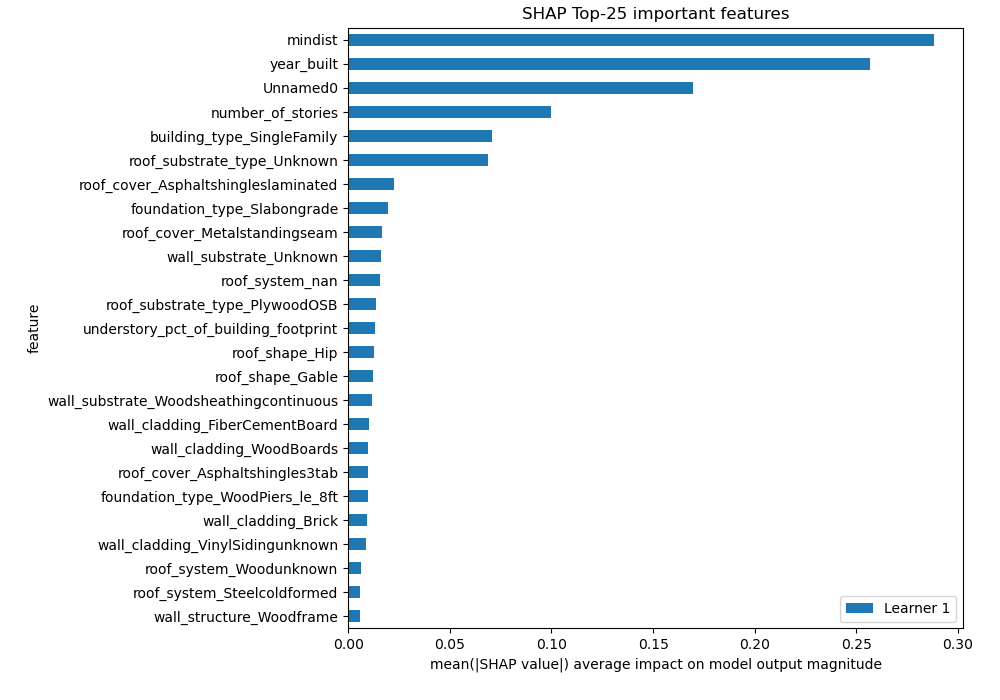 SHAP Top-25 important features
mindist
year_built
Unnamed0
number_of_stories
building_type_SingleFamily
roof_substrate_type_Unknown
roof_cover_Asphaltshingleslaminated
foundation_type_Slabongrade
roof_cover_Metalstandingseam
wall_substrate_Unknown
roof_system_nan
roof_substrate_type_PlywoodOSB
understory_pct_of_building_footprint
roof_shape_Hip
roof_shape_Gable
wall_substrate_Woodsheathingcontinuous
wall_cladding_FiberCementBoard
wall_cladding_WoodBoards
roof_cover_Asphaltshingles3tab
foundation_type_WoodPiers_le_8ft
wall_cladding_Brick
wall_cladding_VinylSidingunknown
roof_system_Woodunknown
roof_system_Steelcoldformed
wall_structure_Woodframe
feature
Learner 1
0.00 0.05 0.10 0.15 0.20 0.25 0.30
mean(|SHAP value|) average impact on model output magnitude